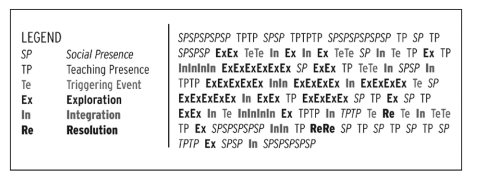 LEGEND
SP Social Presence
TP Teaching Presence
Te Triggering Event
Ex Exploration
In Integration
Re Resolution
SPSPSPSPSP TPTP SPSP TPTPTP SPSPSPSPSPSP TP SP TP
SPSPSP ExEx TeTe In Ex In Ex TeTe SP In Te TP Ex TP
InInInIn ExExExExExEx SP ExEx TP TeTe In SPSP In
TPTP ExExExExEx InIn ExExExExEx In ExExExEx Te SP
ExExExExEx In ExEx TP ExExExExEx SP TP Ex SP TP
ExEx In Te InInInIn Ex TPTP In TPTP Te Re Te In TeTe
TP Ex SPSPSPSPSP InIn TP ReRe SP TP SP TP SP TP SP
TPTP Ex SPSP In SPSPSPSPSP